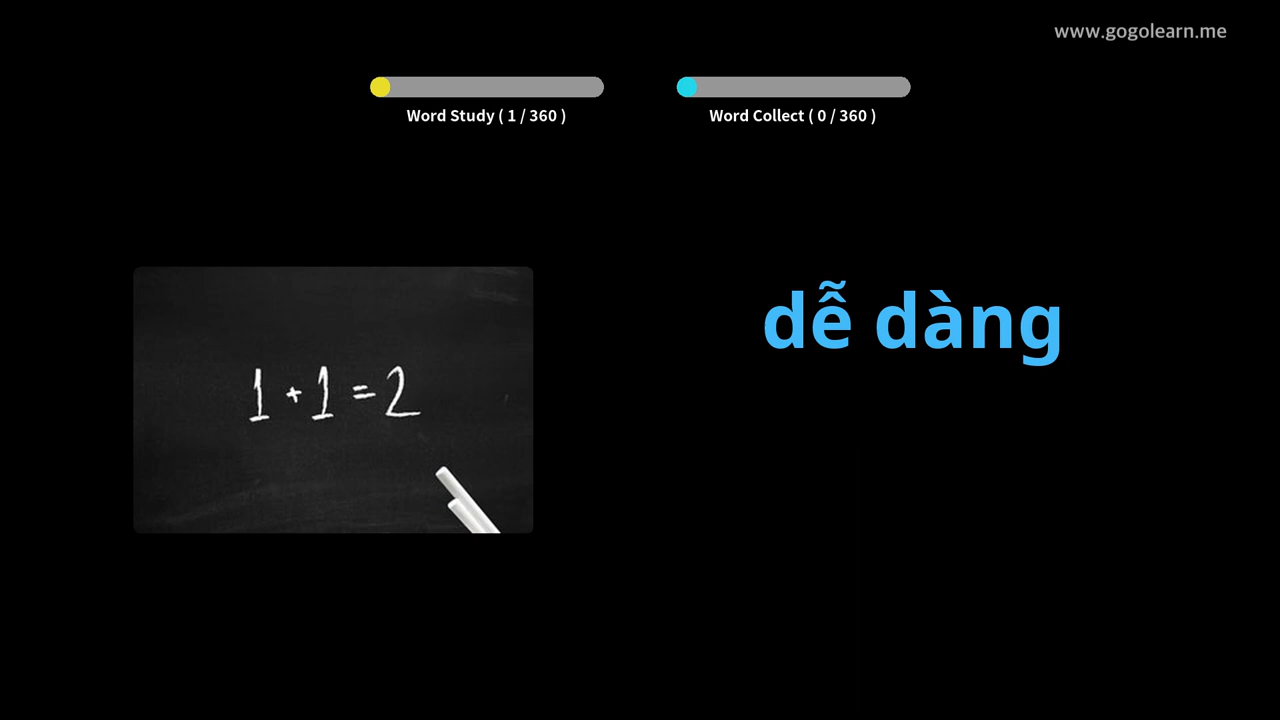 www.gogolearn.me
Word Study ( 1 / 360 )
Word Collect ( 0 / 360 )
dễ dàng
1 + 1 = 2